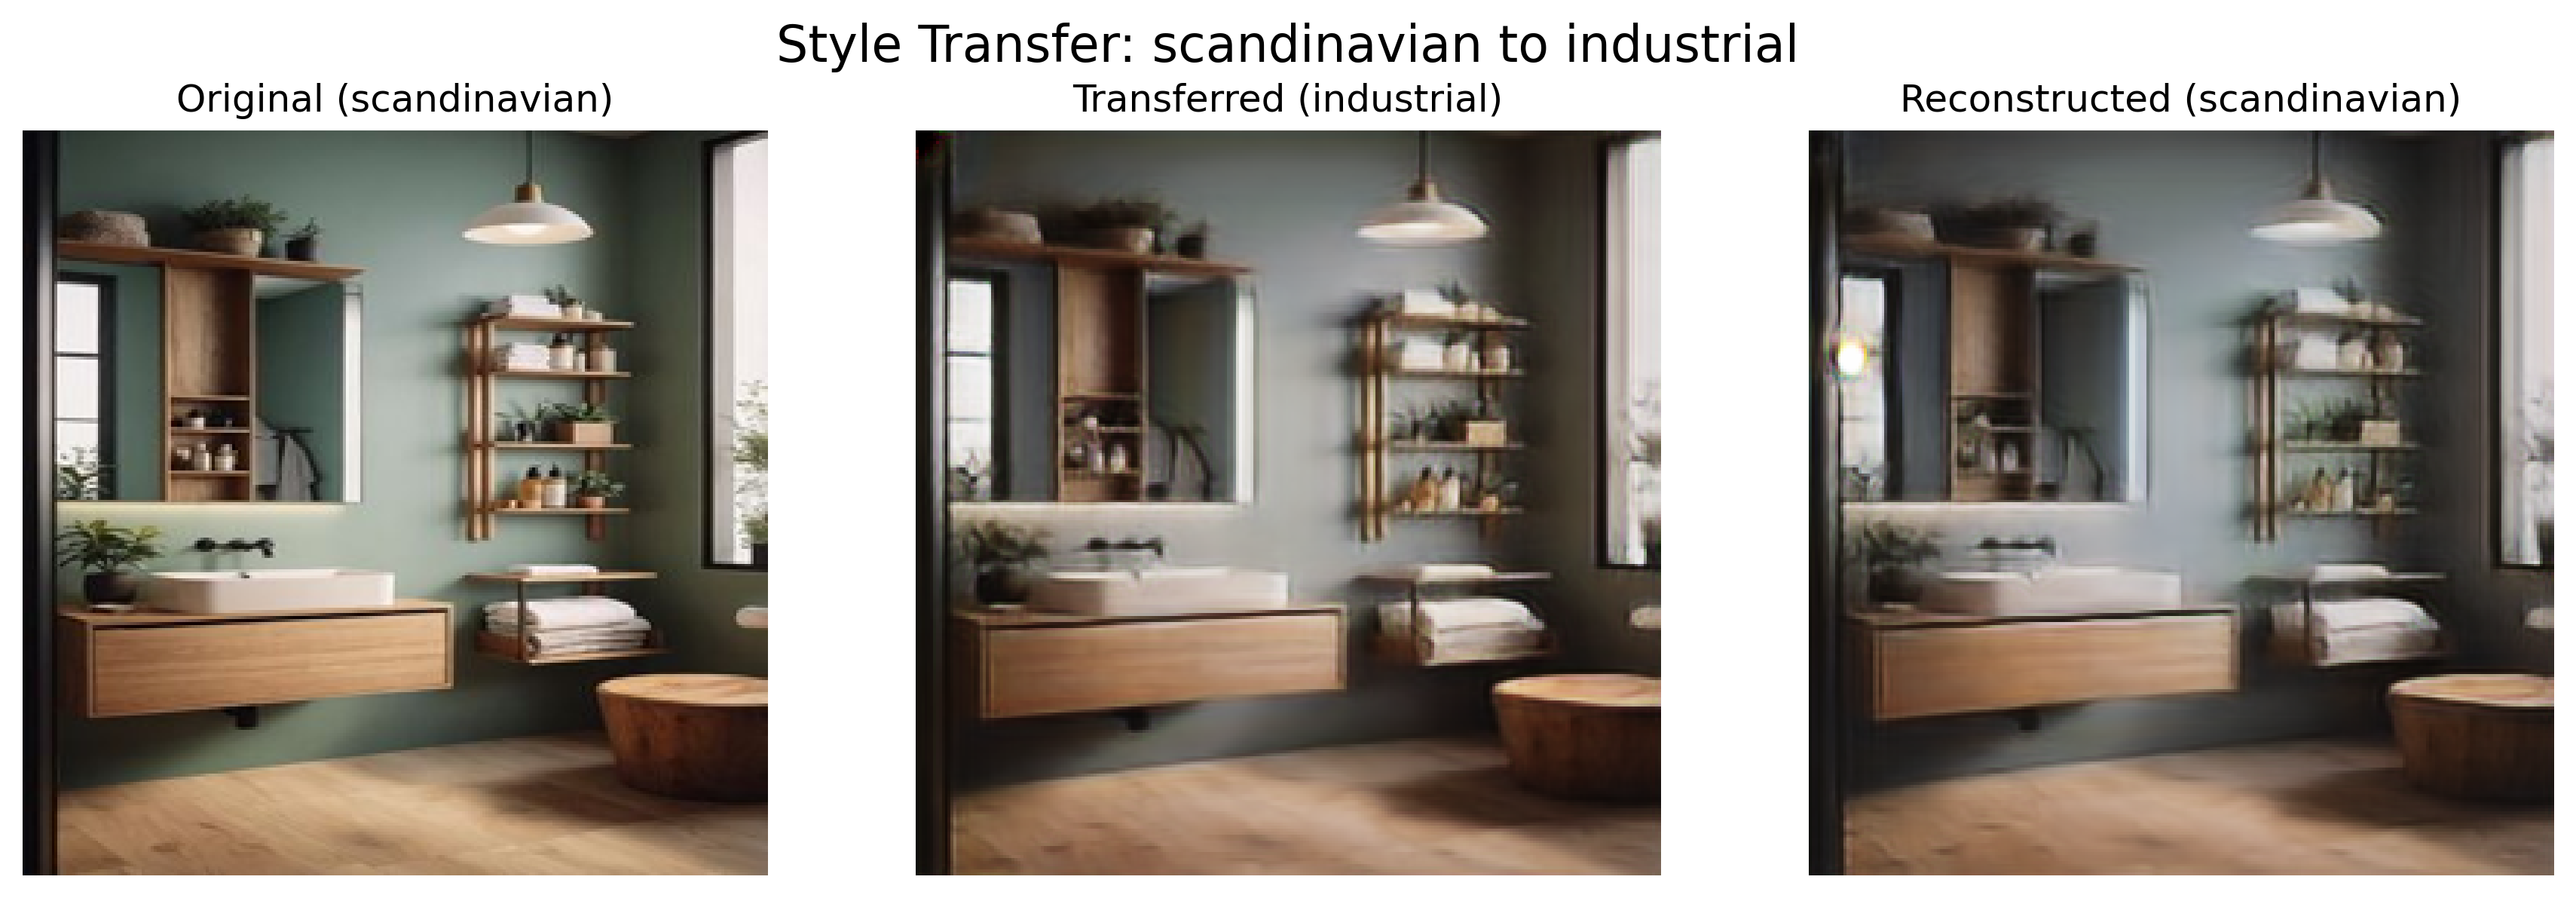 Style Transfer: scandinavian to industrial
Original (scandinavian)
Transferred (industrial)
Reconstructed (scandinavian)